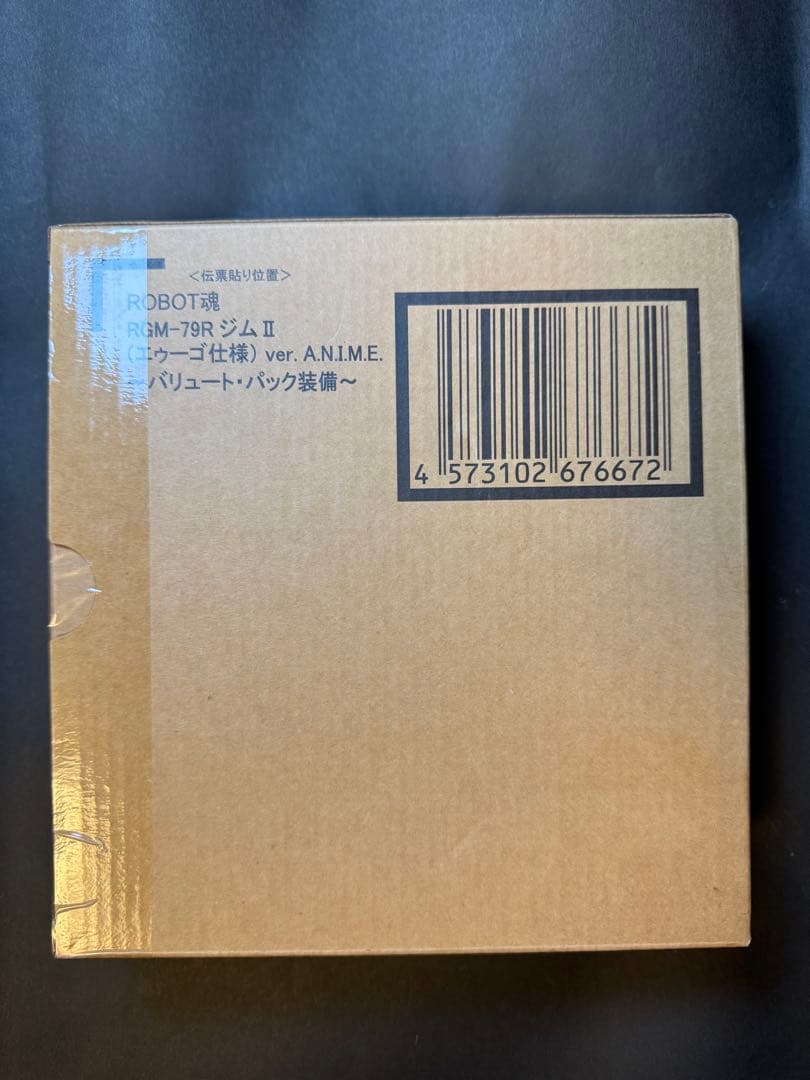 <伝票貼り位置>
ROBOT魂
RGM-79R ジムⅡ
(エゥーゴ仕様) ver. A.N.I.M.E.
～バリュート・パック装備～
4 573102 676672